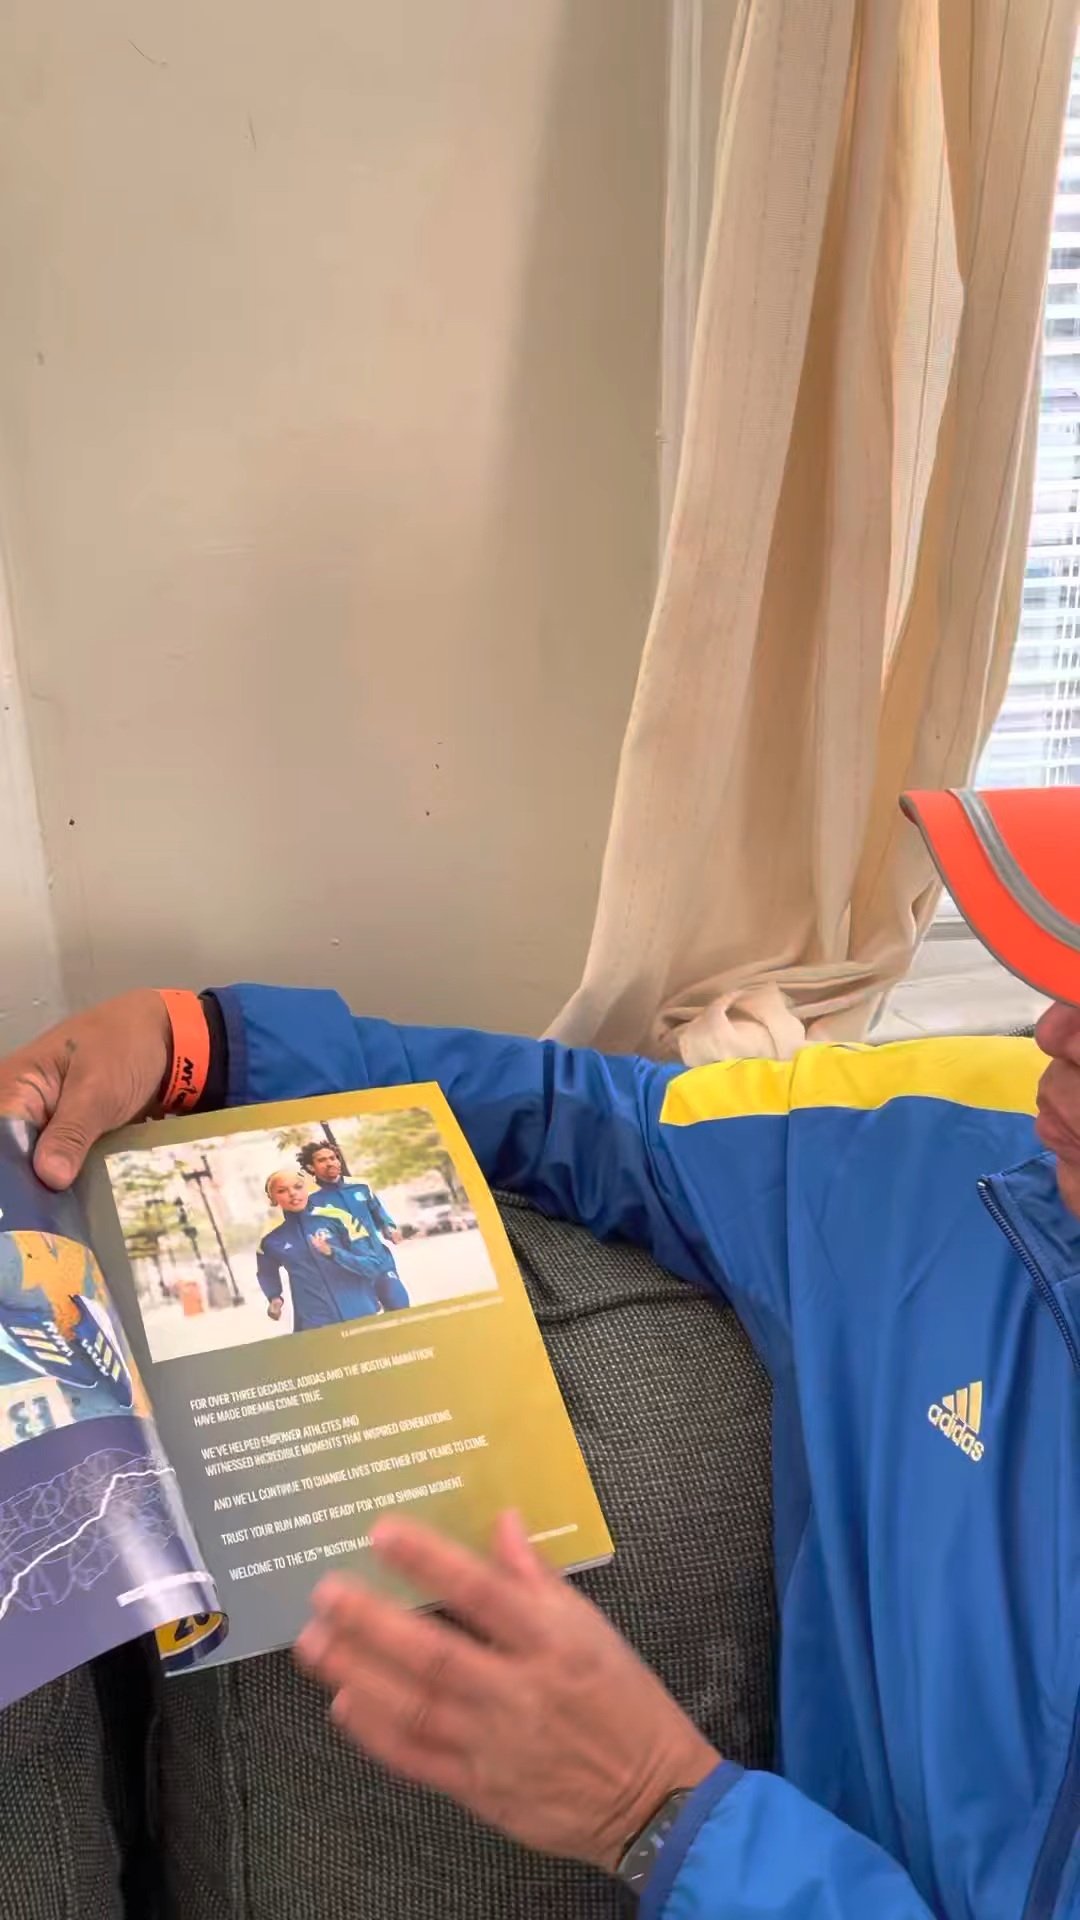 FOR OVER THREE DECADES, ADIDAS AND THE BOSTON MARATHON
HAVE MADE DREAMS COME TRUE.
WE'VE HELPED EMPOWER ATHLETES AND
WITNESSED INCREDIBLE MOMENTS THAT INSPIRED GENERATIONS
AND WE'LL CONTINUE TO CHANGE LIVES TOGETHER FOR YEARS TO COME
TRUST YOUR RUN AND GET READY FOR YOUR SHINING MOMENT.
WELCOME TO THE 125TH BOSTON
adidas